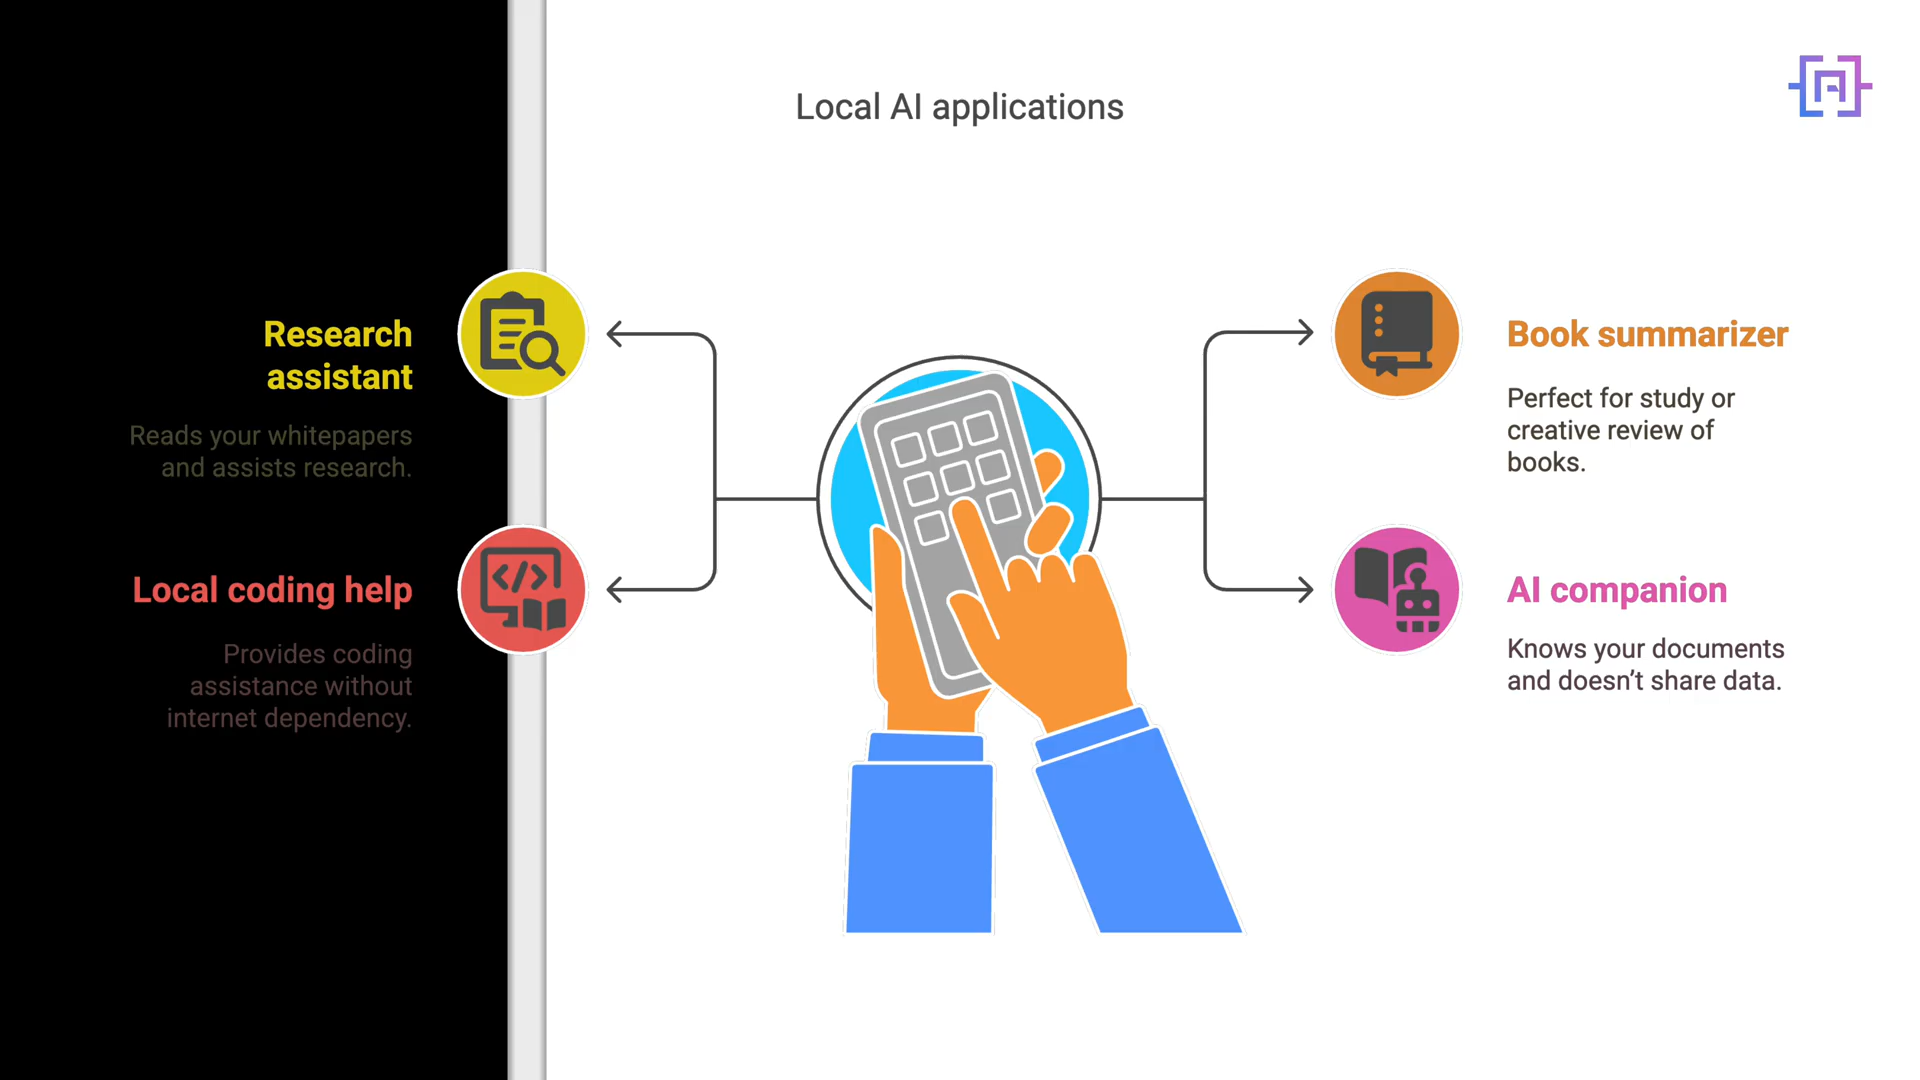 Local AI applications
Research
assistant
Reads your whitepapers
and assists research.
Local coding help
Provides coding
assistance without
internet dependency.
Book summarizer
Perfect for study or
creative review of
books.
AI companion
Knows your documents
and doesn't share data.